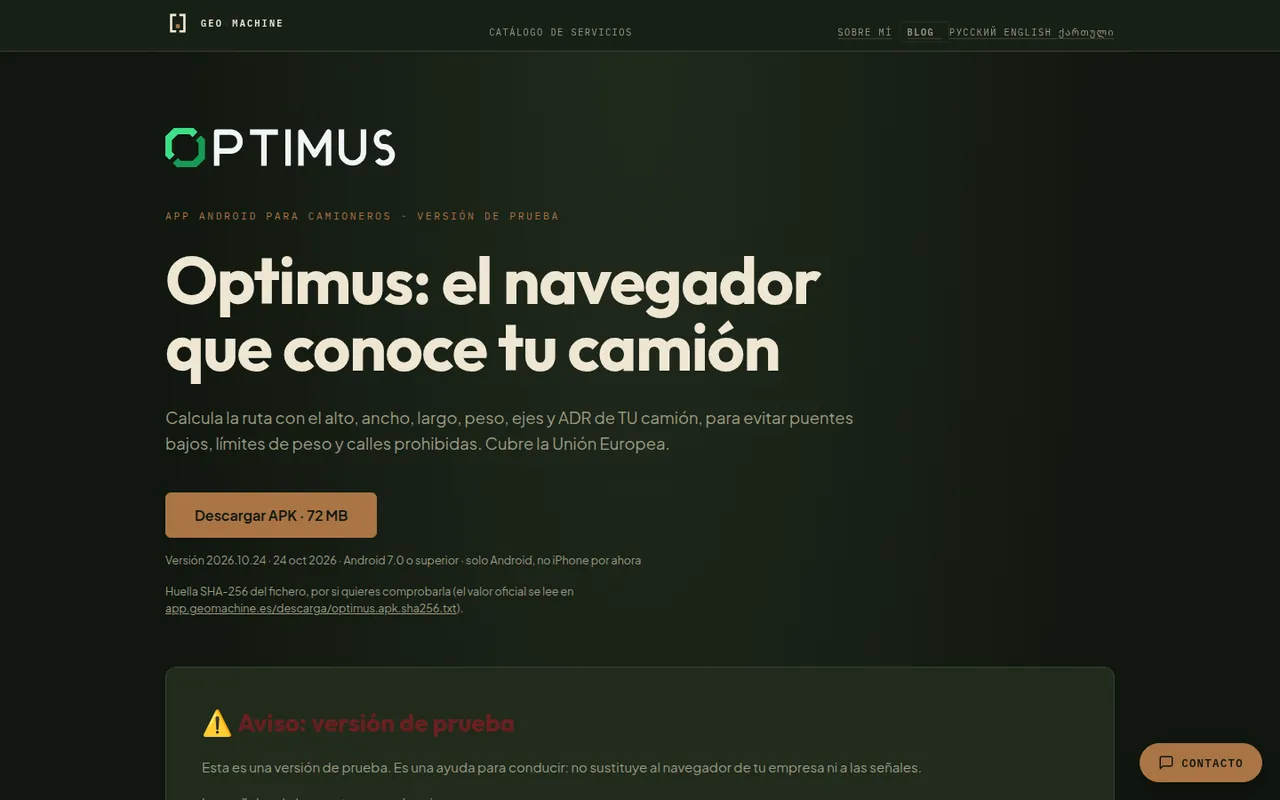 GEO MACHINE
CATÁLOGO DE SERVICIOS
SOBRE MÍ BLOG РУССКИЙ ENGLISH ქართული
OPTIMUS
APP ANDROID PARA CAMIONEROS · VERSIÓN DE PRUEBA
Optimus: el navegador
que conoce tu camión
Calcula la ruta con el alto, ancho, largo, peso, ejes y ADR de TU camión, para evitar puentes
bajos, límites de peso y calles prohibidas. Cubre la Unión Europea.
Descargar APK · 72 MB
Versión 2026.10.24 · 24 oct 2026 · Android 7.0 o superior · solo Android, no iPhone por ahora
Huella SHA-256 del fichero, por si quieres comprobarla (el valor oficial se lee en
app.geomachine.es/descarga/optimus.apk.sha256.txt).
⚠️ Aviso: versión de prueba
Esta es una versión de prueba. Es una ayuda para conducir: no sustituye al navegador de tu empresa ni a las señales.
CONTACTO